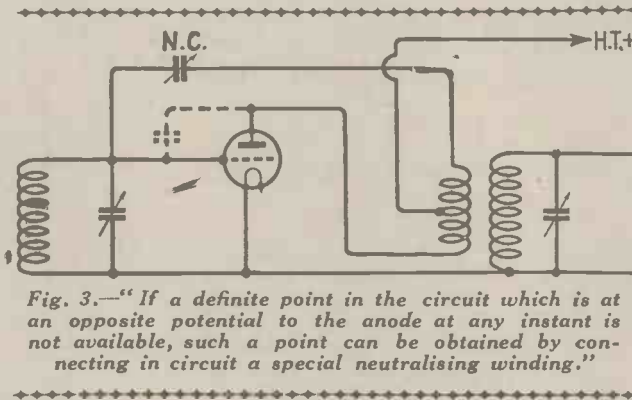 N.C.
H.T.+
Fig. 3.—“ If a definite point in the circuit which is at
an opposite potential to the anode at any instant is
not available, such a point can be obtained by con-
necting in circuit a special neutralising winding.”